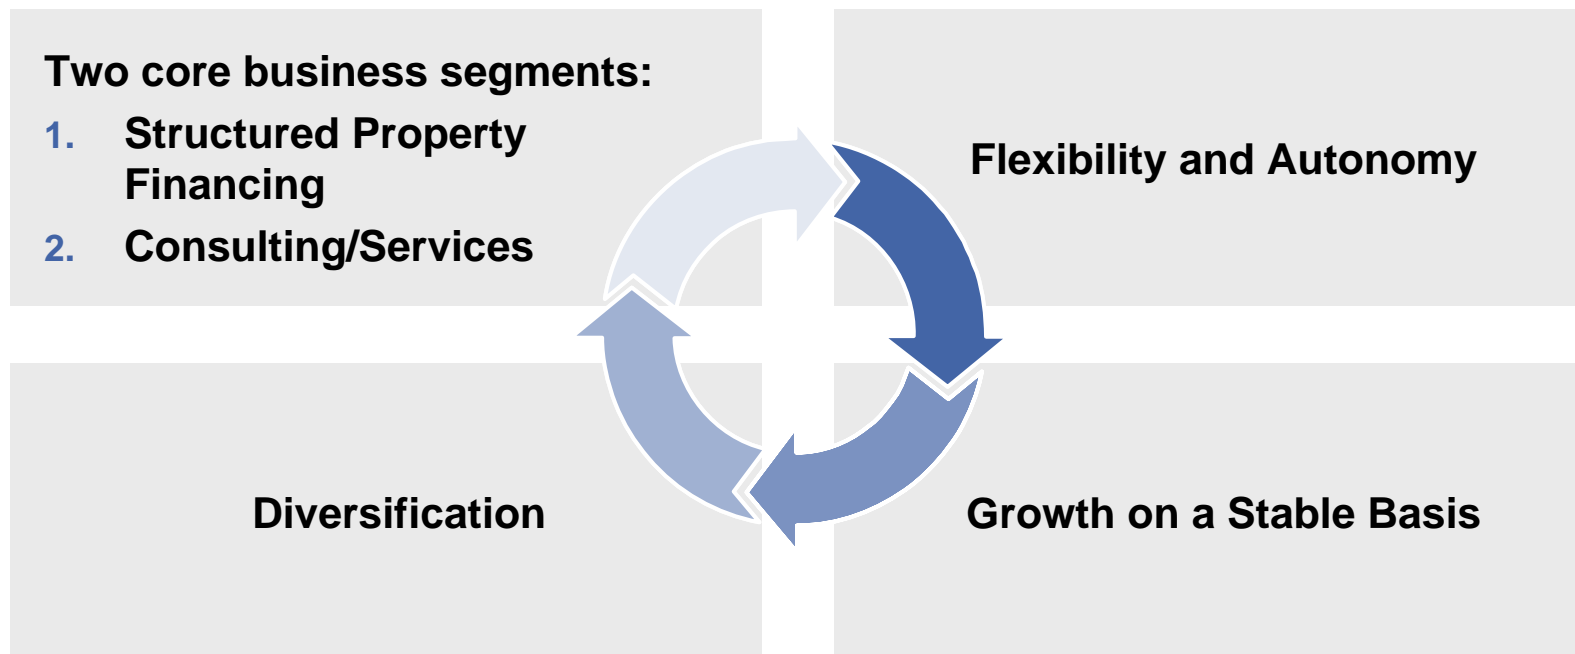 Two core business segments:
1. Structured Property
Financing
2. Consulting/Services
Flexibility and Autonomy
Diversification
Growth on a Stable Basis